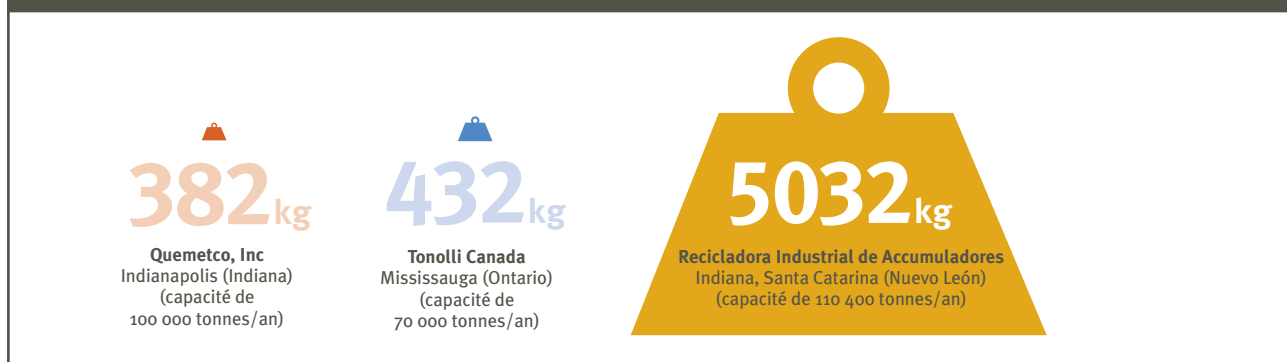 382kg
Quemetco, Inc
Indianapolis (Indiana)
(capacité de
100 000 tonnes/an)
432kg
Tonolli Canada
Mississauga (Ontario)
(capacité de
70 000 tonnes/an)
5032kg
Recicladora Industrial de Accumuladores
Indiana, Santa Catarina (Nuevo León)
(capacité de 110 400 tonnes/an)